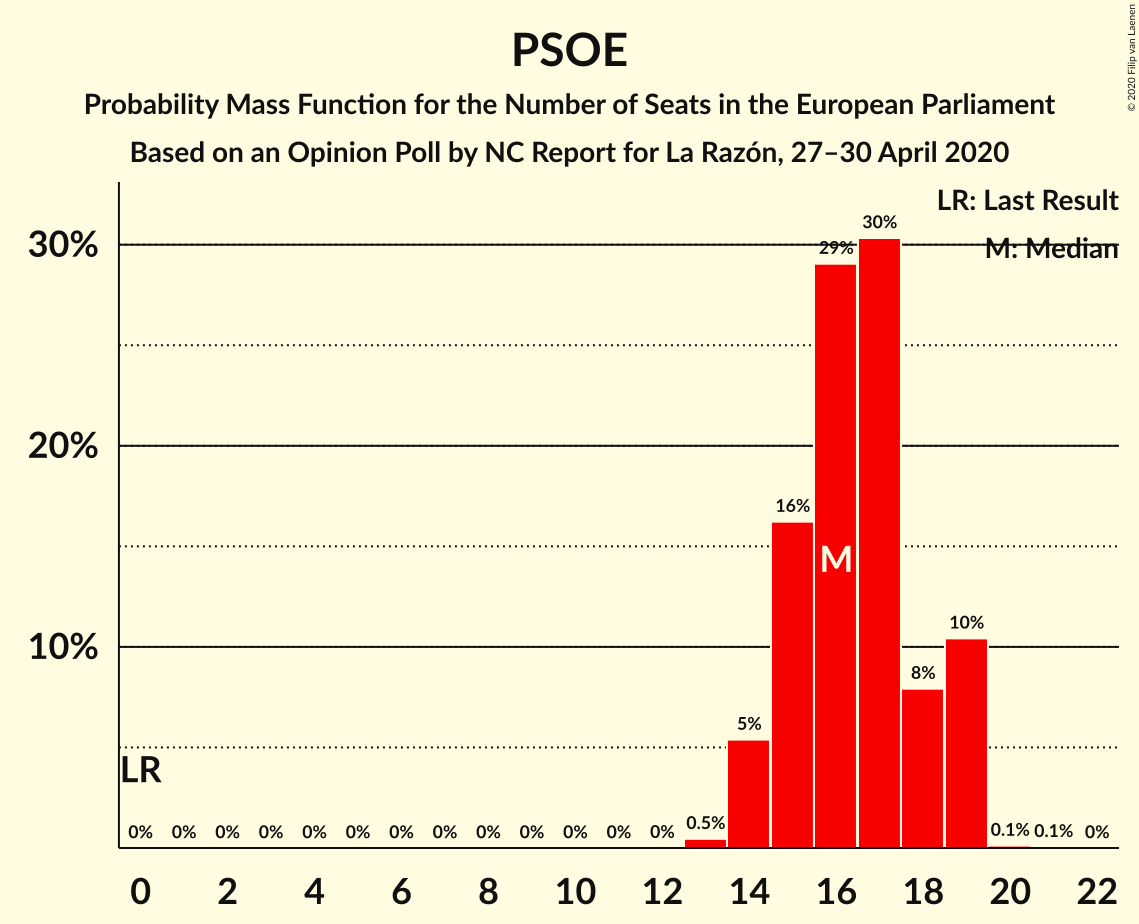 PSOE
Probability Mass Function for the Number of Seats in the European Parliament
Based on an Opinion Poll by NC Report for La Razón, 27–30 April 2020
© 2020 Filip van Laenen
LR: Last Result
M: Median
30%
20%
10%
LR
M
0% 0% 0% 0% 0% 0% 0% 0% 0% 0% 0% 0% 0% 0.5% 5% 16% 29% 30% 8% 10% 0.1% 0.1% 0%
0 2 4 6 8 10 12 14 16 18 20 22